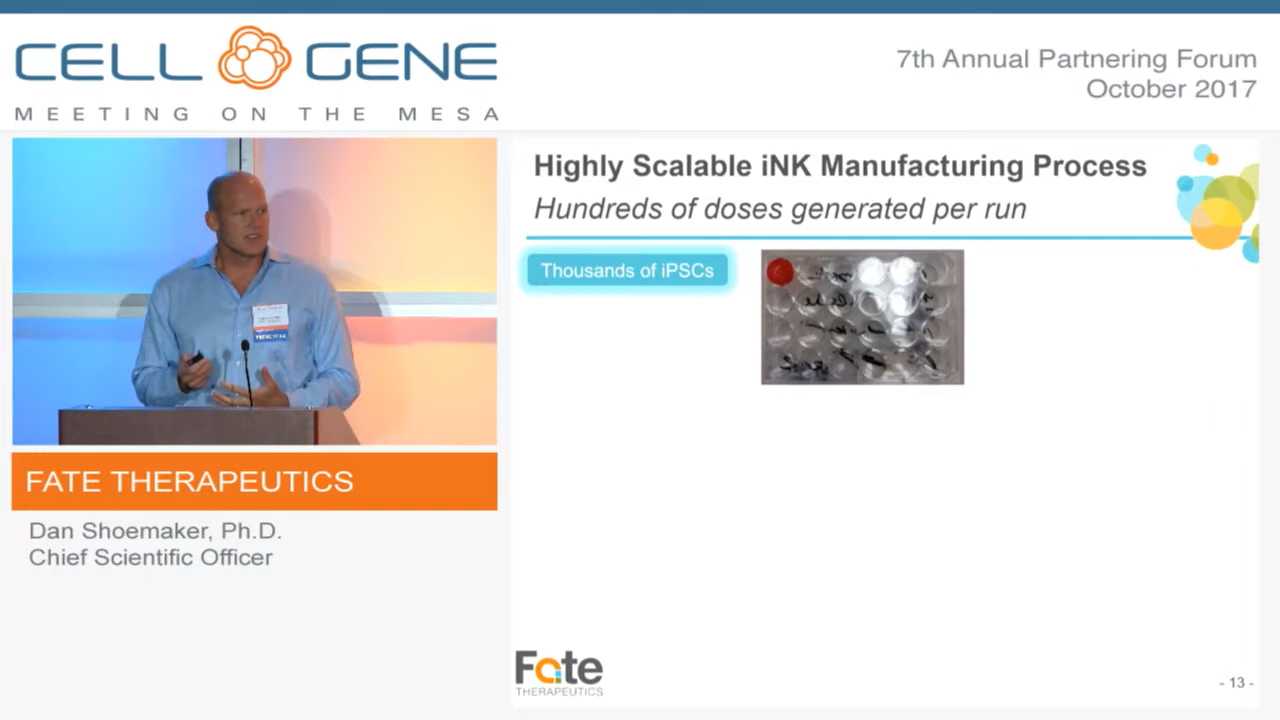 CELL GENE
MEETING ON THE MESA
7th Annual Partnering Forum
October 2017
Highly Scalable iNK Manufacturing Process
Hundreds of doses generated per run
Thousands of iPSCs
FATE THERAPEUTICS
Dan Shoemaker, Ph.D.
Chief Scientific Officer
Fate
THERAPEUTICS
- 13 -